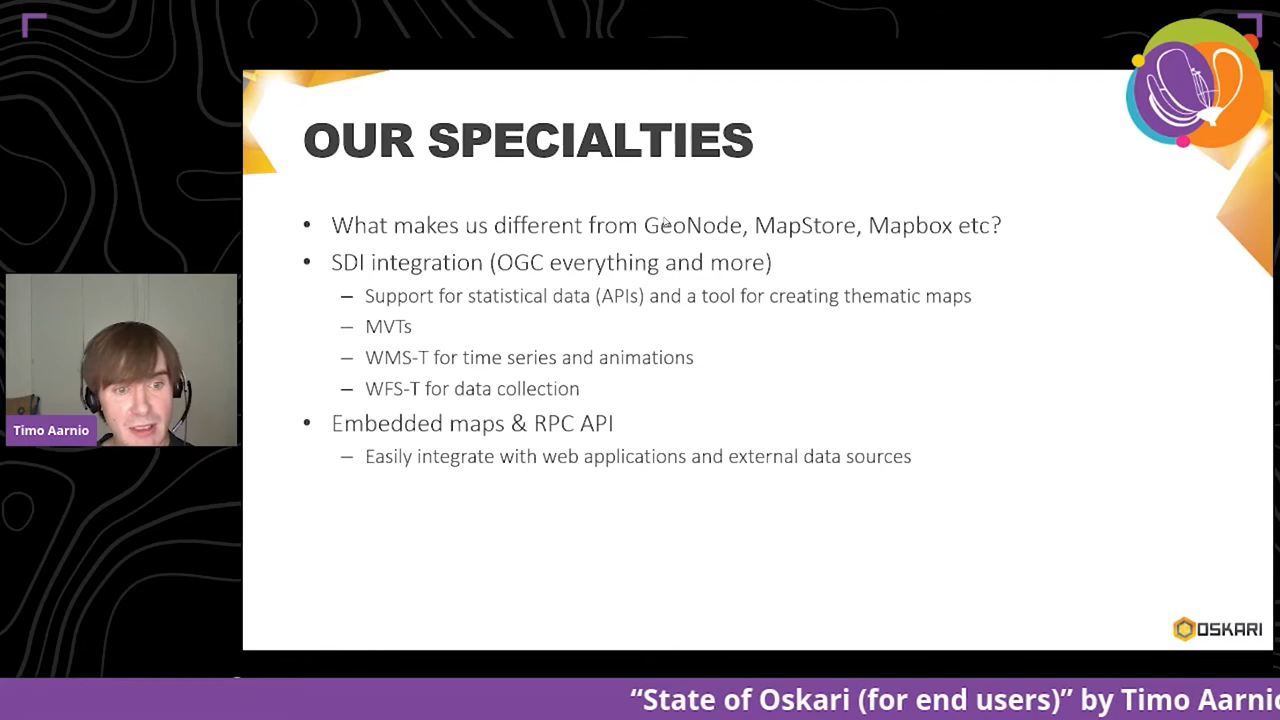 OUR SPECIALTIES
• What makes us different from GeoNode, MapStore, Mapbox etc?
• SDI integration (OGC everything and more)
– Support for statistical data (APIs) and a tool for creating thematic maps
– MVTs
– WMS-T for time series and animations
– WFS-T for data collection
• Embedded maps & RPC API
– Easily integrate with web applications and external data sources
Timo Aarnio
OSKARI
“State of Oskari (for end users)” by Timo Aarnio